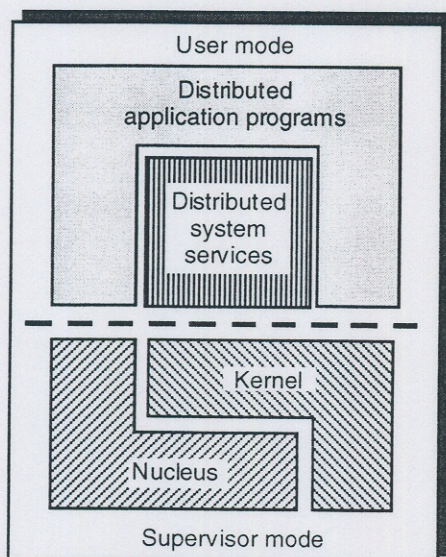 User mode
Distributed
application programs
Distributed
system
services
Kernel
Nucleus
Supervisor mode